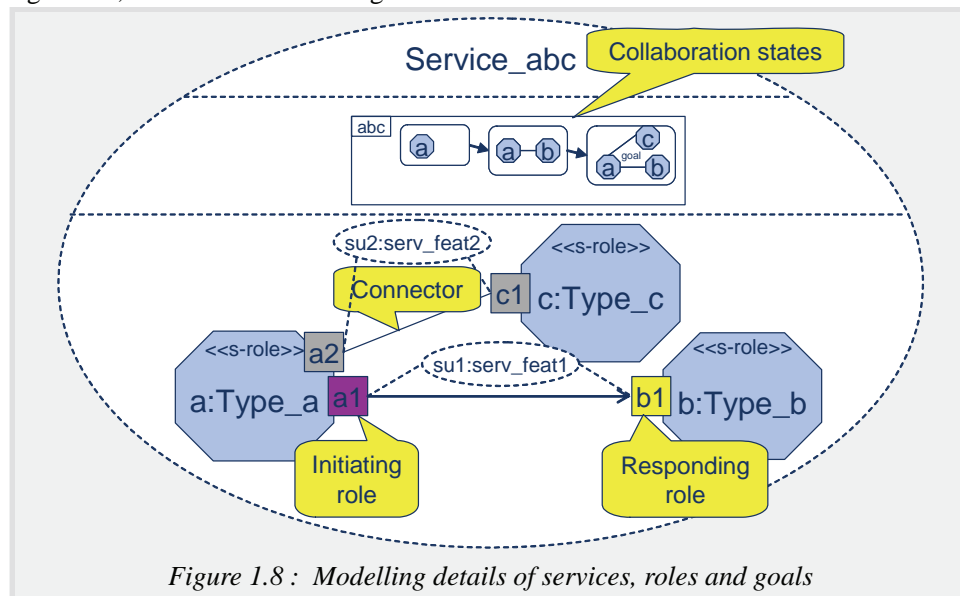 Service_abc
Collaboration states
abc
a
a b
c
goal
a b
su2:serv_feat2
<<s-role>>
Connector
c1
c:Type_c
<<s-role>>
a2
su1:serv_feat1
<<s-role>>
a:Type_a
a1
b1
b:Type_b
Initiating
role
Responding
role
Figure 1.8 : Modelling details of services, roles and goals